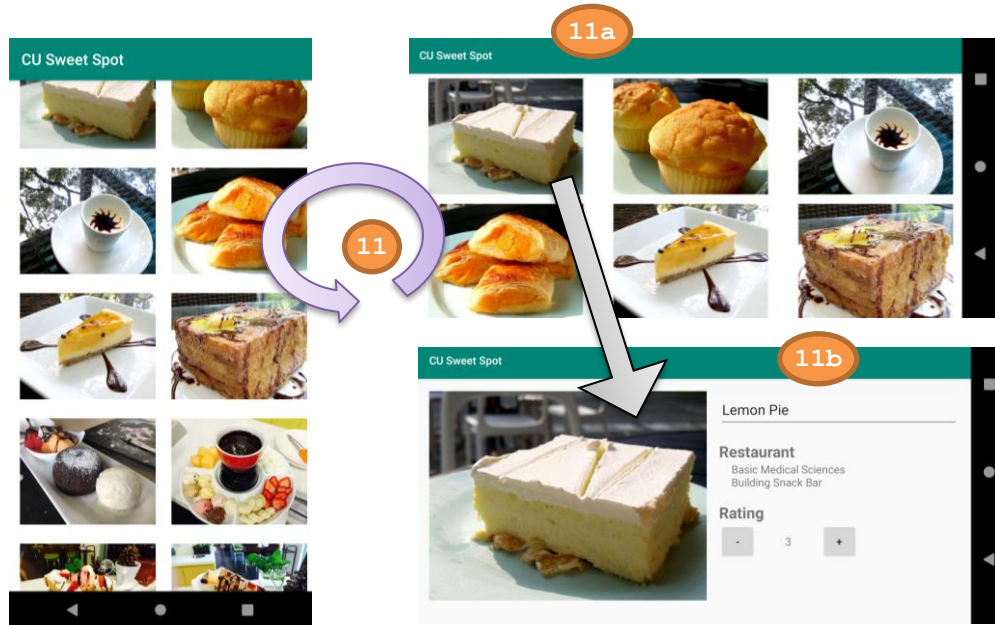 11a
CU Sweet Spot
CU Sweet Spot
11
CU Sweet Spot
11b
Lemon Pie
Restaurant
Basic Medical Sciences
Building Snack Bar
Rating
- 3 +